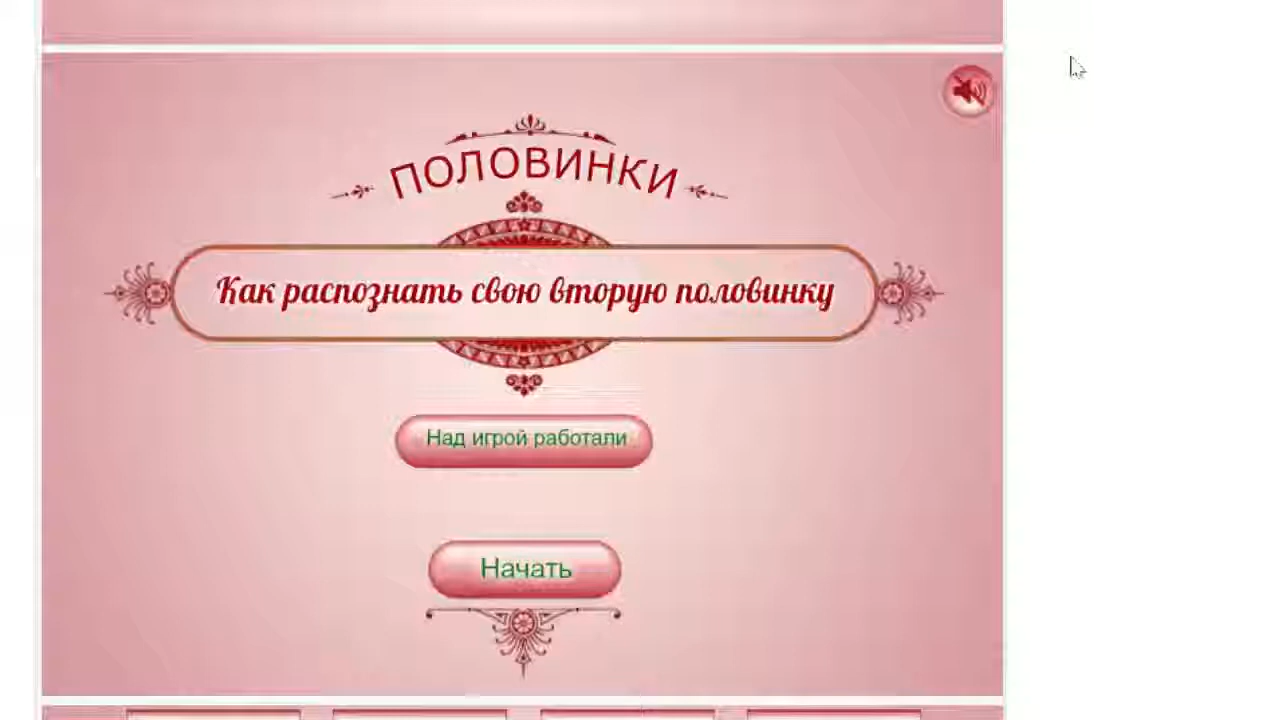 ПОЛОВИНКИ
Как распознать свою вторую половинку
Над игрой работали
Начать